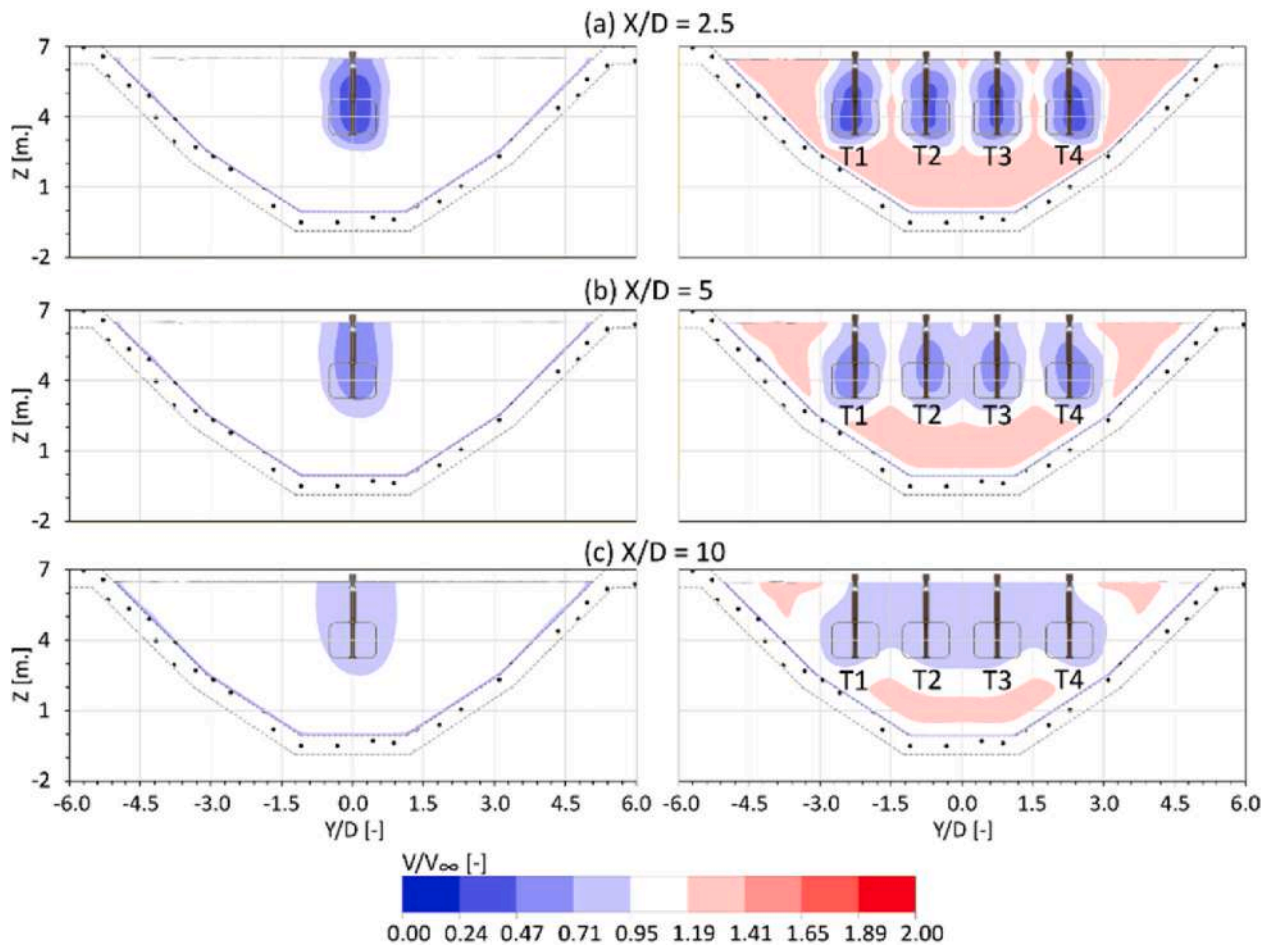 (a) X/D = 2.5
7
4
1
-2
Z [m.]
T1 T2 T3 T4
(b) X/D = 5
7
4
1
-2
Z [m.]
T1 T2 T3 T4
(c) X/D = 10
7
4
1
-2
Z [m.]
T1 T2 T3 T4
-6.0 -4.5 -3.0 -1.5 0.0 1.5 3.0 4.5 6.0 -6.0 -4.5 -3.0 -1.5 0.0 1.5 3.0 4.5 6.0
Y/D [-] Y/D [-]
V/V∞ [-]
0.00 0.24 0.47 0.71 0.95 1.19 1.41 1.65 1.89 2.00